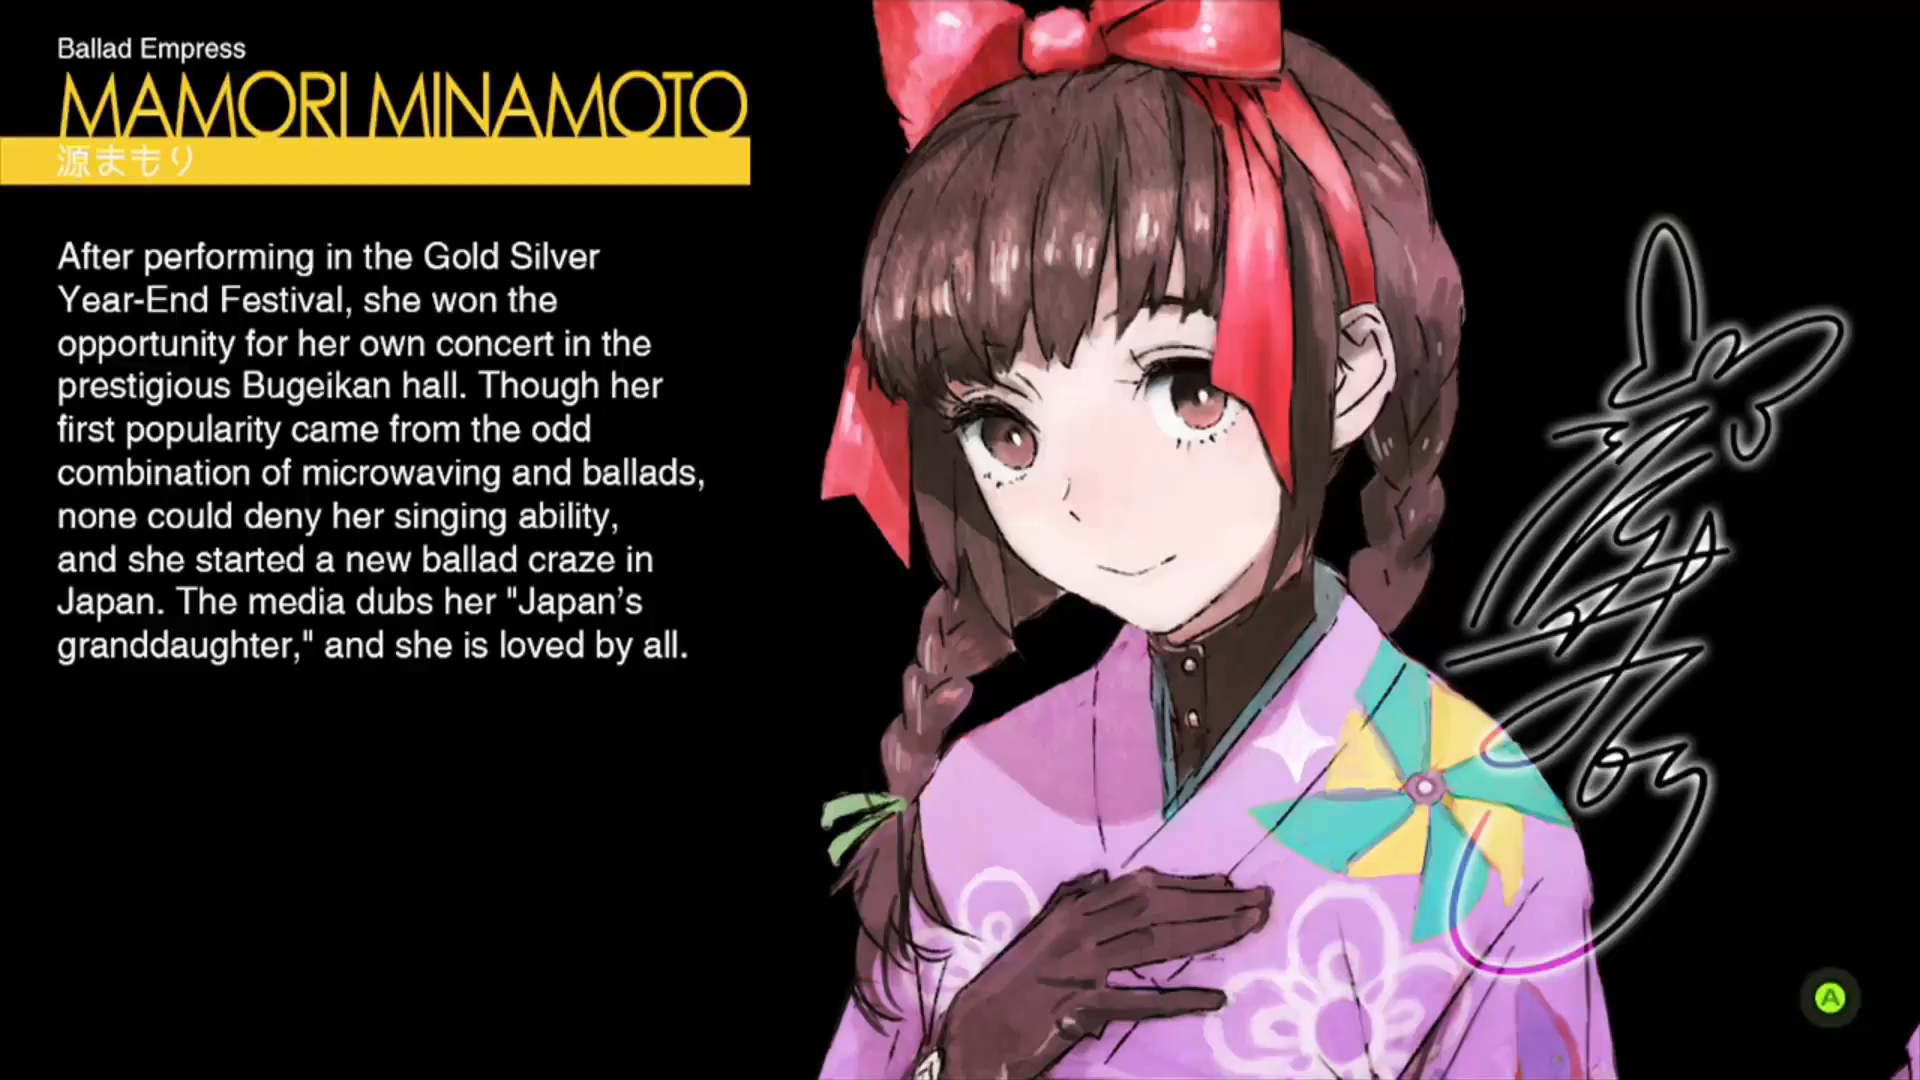 Ballad Empress
MAMORI MINAMOTO
源まもり
After performing in the Gold Silver
Year-End Festival, she won the
opportunity for her own concert in the
prestigious Bugeikan hall. Though her
first popularity came from the odd
combination of microwaving and ballads,
none could deny her singing ability,
and she started a new ballad craze in
Japan. The media dubs her "Japan’s
granddaughter," and she is loved by all.
A